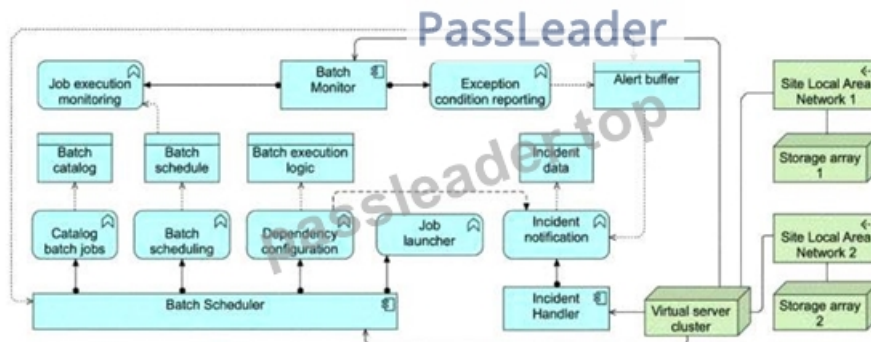 PassLeader
Job execution
monitoring
Batch
Monitor
Exception
condition reporting
Alert buffer
Site Local Area
Network 1
Storage array
1
Batch
catalog
Batch
schedule
Batch execution
logic
Incident
data
passleader.top
Catalog
batch jobs
Batch
scheduling
Dependency
configuration
Job
launcher
Incident
notification
Site Local Area
Network 2
Storage array
2
Batch Scheduler
Incident
Handler
Virtual server
cluster